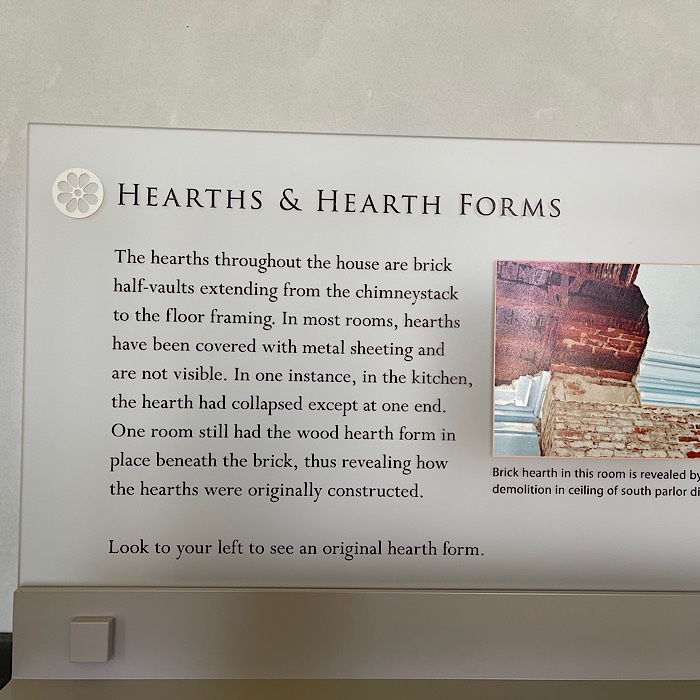 HEARTHS & HEARTH FORMS
The hearths throughout the house are brick
half-vaults extending from the chimneystack
to the floor framing. In most rooms, hearths
have been covered with metal sheeting and
are not visible. In one instance, in the kitchen,
the hearth had collapsed except at one end.
One room still had the wood hearth form in
place beneath the brick, thus revealing how
the hearths were originally constructed.
Look to your left to see an original hearth form.
Brick hearth in this room is revealed by
demolition in ceiling of south parlor di